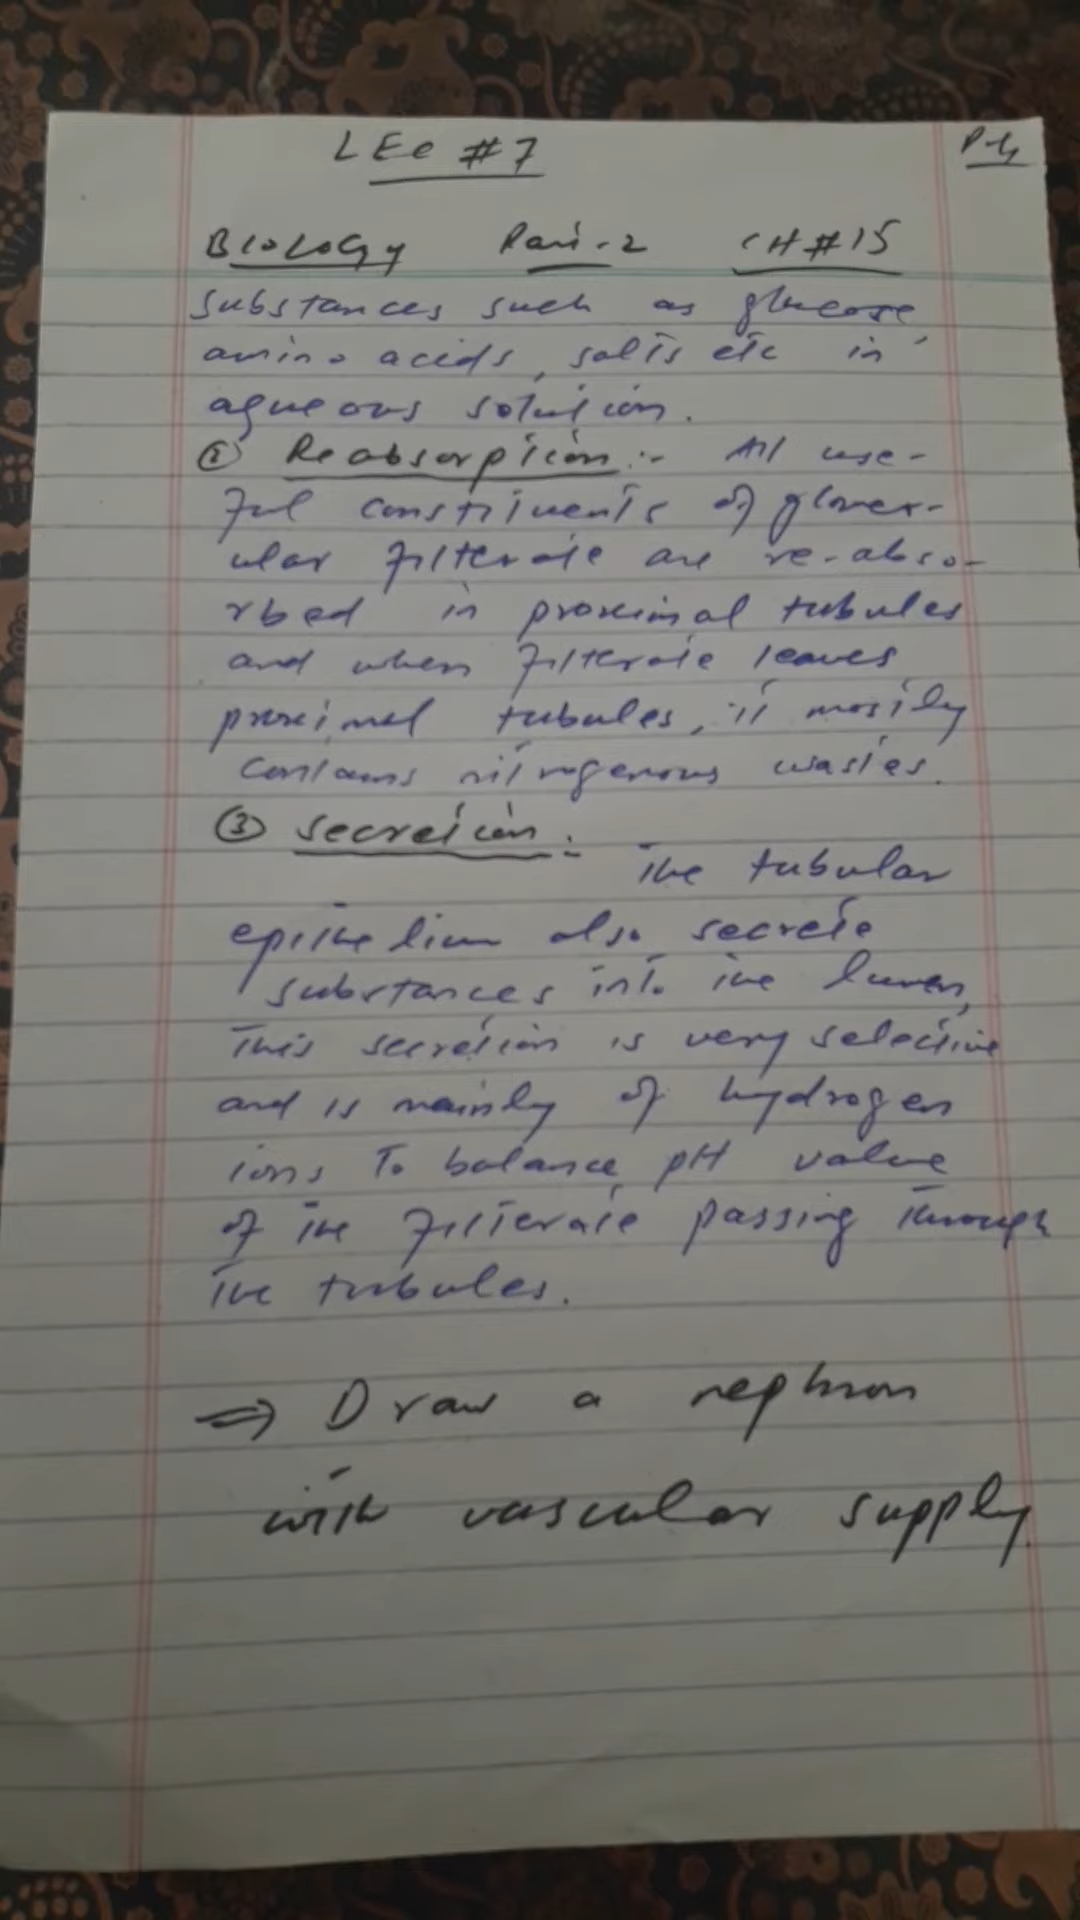 LEc #7
P-4
BIOLOGY Part-2 CH#15
substances such as glucose,
amino acids, salts etc in
aqueous solution.
② Reabsorption:- All use-
ful constituents of glomer-
ular filterate are re-abso-
rbed in proximal tubules
and when filterate leaves
proximal tubules, it mostly
contains nitrogenous wastes.
③ secretion:-
The tubular
epithelium also secrete
substances into the lumen,
This secretion is very selective
and is mainly of hydrogen
ions To balance pH value
of the filterate passing through
the tubules.
⇒ Draw a nephron
with vascular supply.